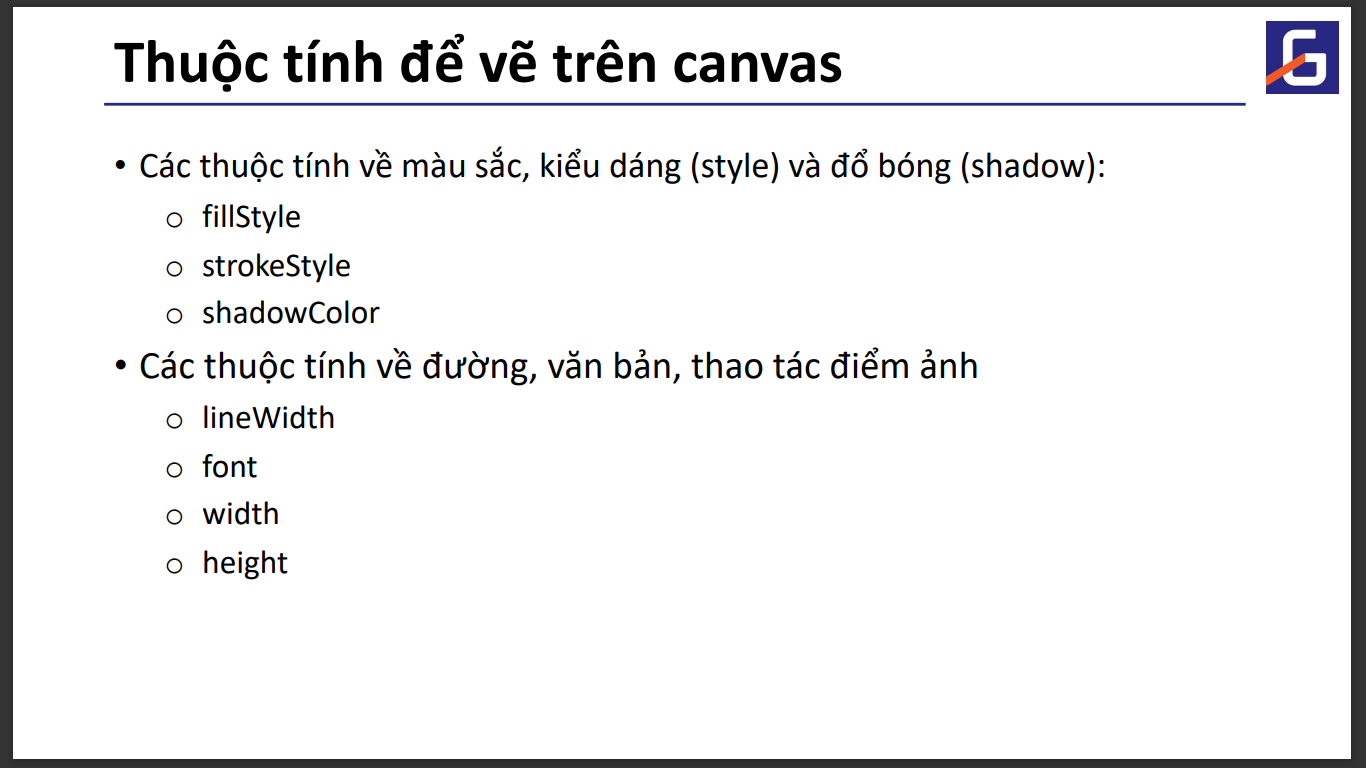 Thuộc tính để vẽ trên canvas
• Các thuộc tính về màu sắc, kiểu dáng (style) và đổ bóng (shadow):
o fillStyle
o strokeStyle
o shadowColor
• Các thuộc tính về đường, văn bản, thao tác điểm ảnh
o lineWidth
o font
o width
o height